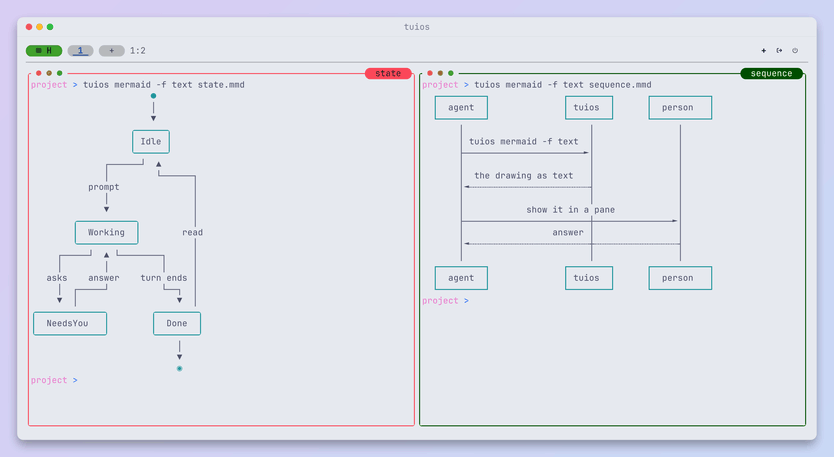 tuios
H 1 + 1:2
state
project > tuios mermaid -f text state.mmd
Idle
prompt
Working
read
asks answer turn ends
NeedsYou Done
project >
sequence
project > tuios mermaid -f text sequence.mmd
agent tuios person
tuios mermaid -f text
the drawing as text
show it in a pane
answer
agent tuios person
project >